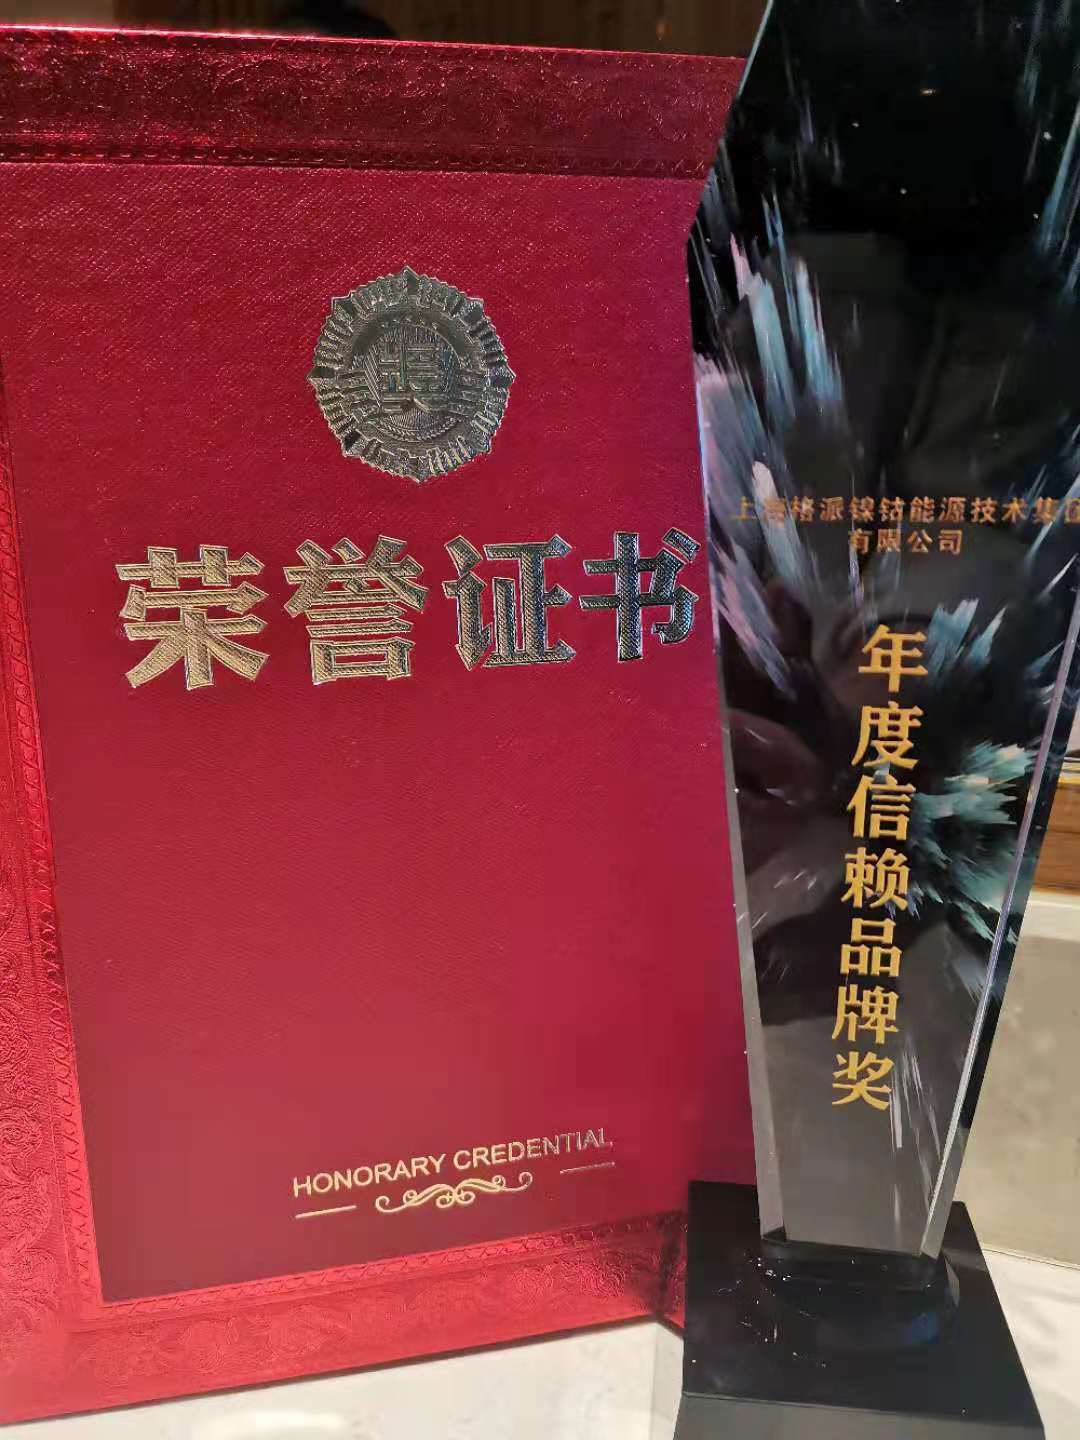 奖
荣誉证书
HONORARY CREDENTIAL
上海格派镍钴能源技术集团
有限公司
年度信赖品牌奖